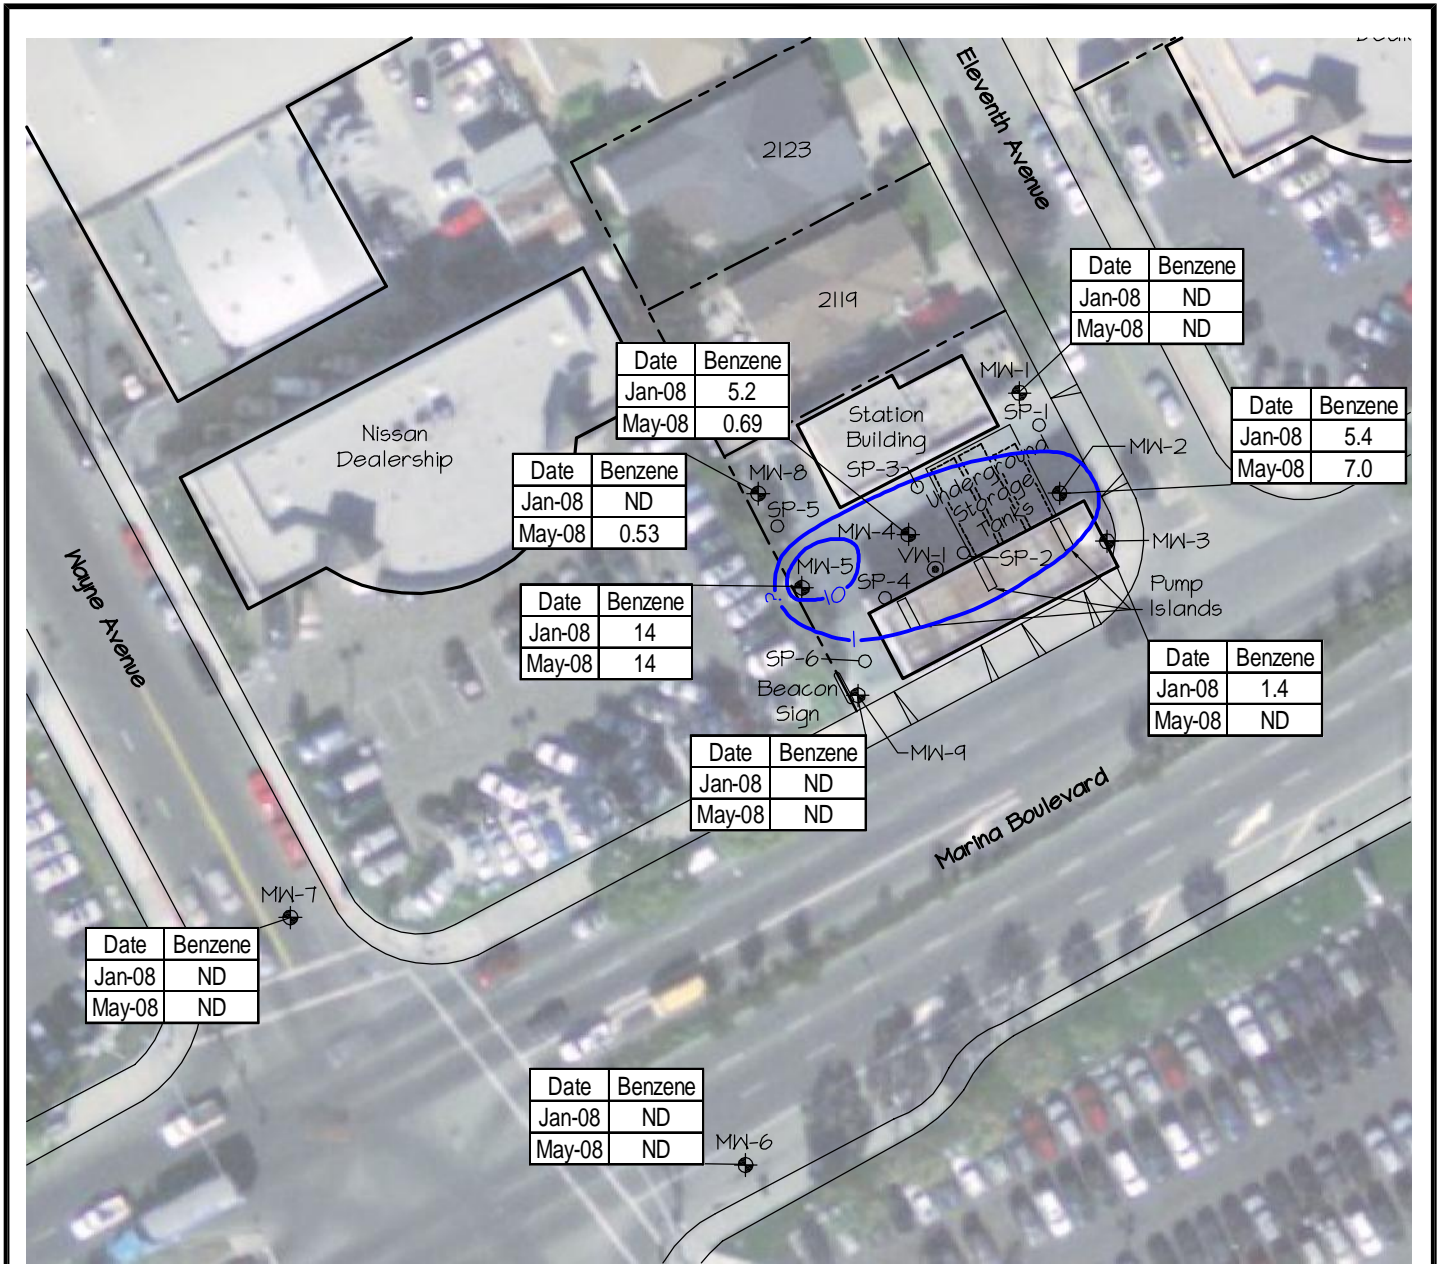 Eleventh Avenue
2123
2119
Date Benzene
Jan-08 ND
May-08 ND
Date Benzene
Jan-08 5.2
May-08 0.69
MW-1
SP-1
Station
Building
Date Benzene
Jan-08 5.4
May-08 7.0
Nissan
Dealership
MW-2
Date Benzene
Jan-08 ND
May-08 0.53
MW-8
SP-3
Underground
Storage
Tanks
SP-5
MW-4
MW-3
VW-1
SP-2
MW-5
SP-4
Pump
Islands
?
10
1
Wayne Avenue
Date Benzene
Jan-08 14
May-08 14
Date Benzene
Jan-08 1.4
May-08 ND
SP-6
Beacon
Sign
MW-9
Date Benzene
Jan-08 ND
May-08 ND
Marina Boulevard
MW-7
Date Benzene
Jan-08 ND
May-08 ND
Date Benzene
Jan-08 ND
May-08 ND
MW-6